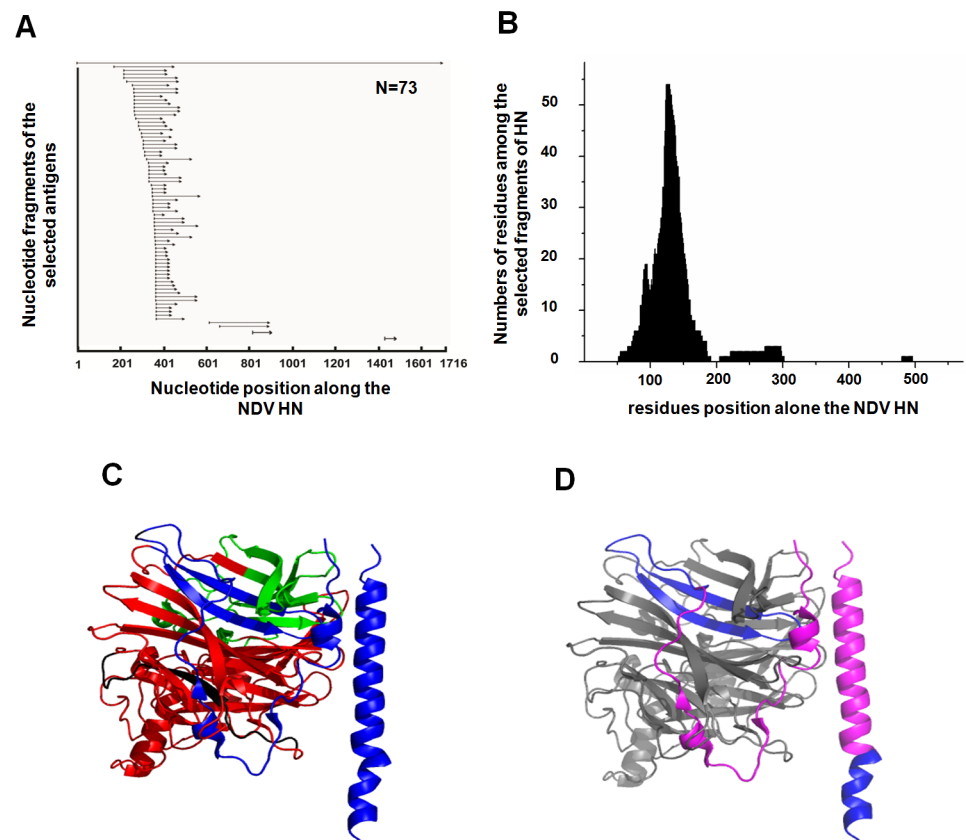 A
N=73
Nucleotide fragments of the
selected antigens
1 201 401 601 801 1001 1201 1401 1601 1716
Nucleotide position along the
NDV HN
B
Numbers of residues among the
selected fragments of HN
50
40
30
20
10
0
100 200 300 400 500
residues position alone the NDV HN
C
D